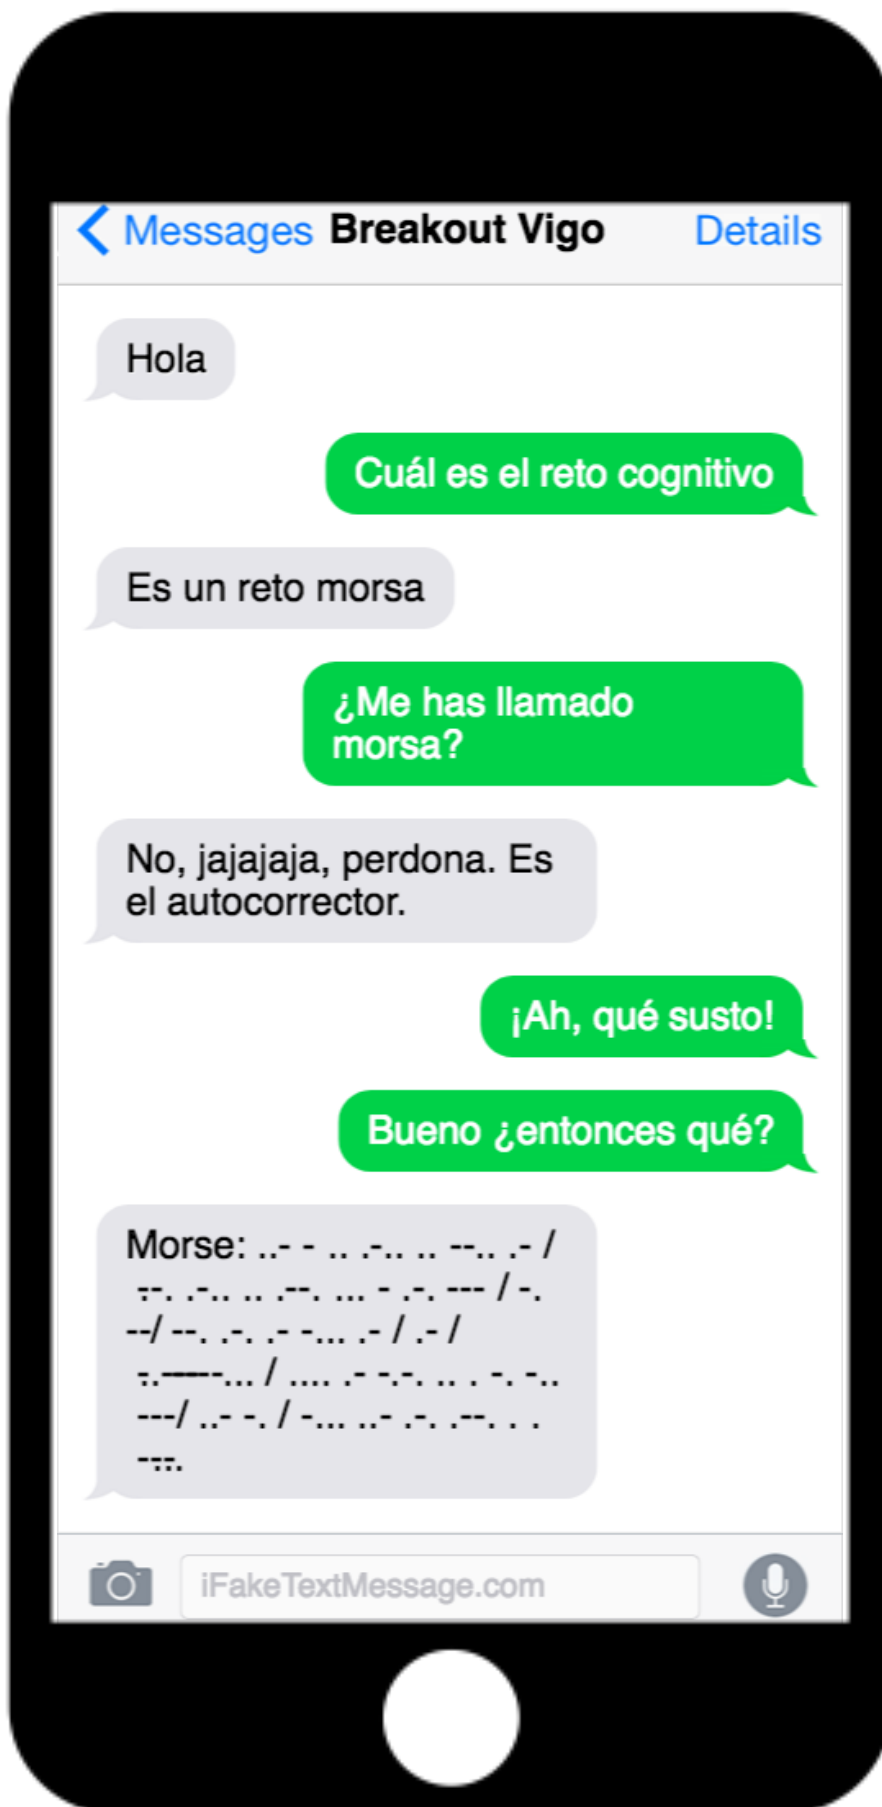 Messages Breakout Vigo Details
Hola
Cuál es el reto cognitivo
Es un reto morsa
¿Me has llamado
morsa?
No, jajajaja, perdona. Es
el autocorrector.
¡Ah, qué susto!
Bueno ¿entonces qué?
Morse: ..- - .. .-.. .. --.. .- /
.-.. .. .--. ... - .-. --- / -.
--/ --. .-. .- -... .- / .- /
/ .... .- -.-. .. . -. -..
---/ ..- -. / -... ..- .-. .--. . .
iFakeTextMessage.com